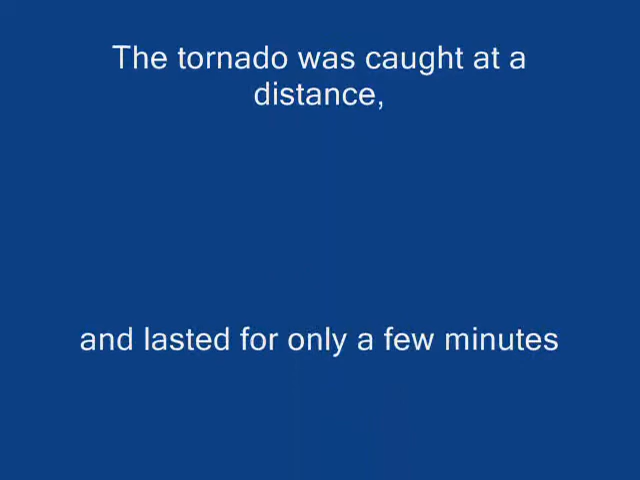 The tornado was caught at a
distance,
and lasted for only a few minutes